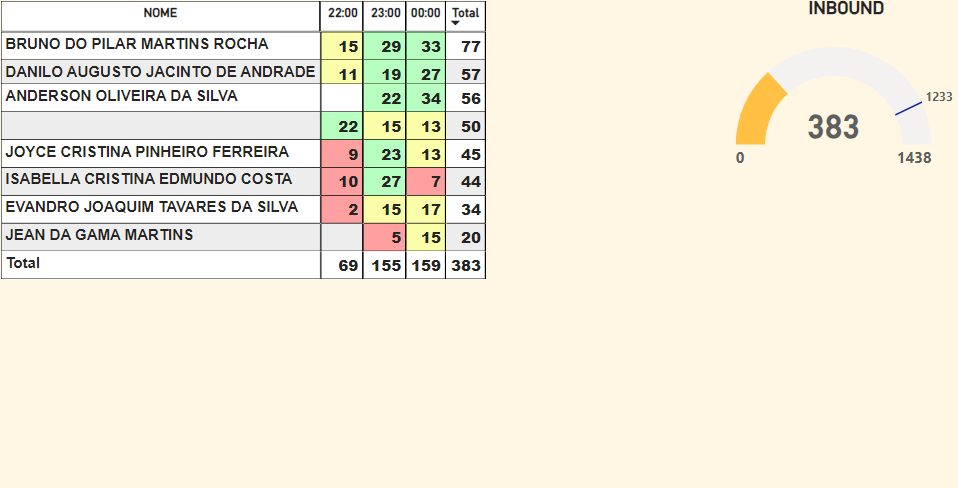 NOME 22:00 23:00 00:00 Total
BRUNO DO PILAR MARTINS ROCHA 15 29 33 77
DANILO AUGUSTO JACINTO DE ANDRADE 11 19 27 57
ANDERSON OLIVEIRA DA SILVA 22 34 56
22 15 13 50
JOYCE CRISTINA PINHEIRO FERREIRA 9 23 13 45
ISABELLA CRISTINA EDMUNDO COSTA 10 27 7 44
EVANDRO JOAQUIM TAVARES DA SILVA 2 15 17 34
JEAN DA GAMA MARTINS 5 15 20
Total 69 155 159 383
INBOUND
1233
383
0 1438